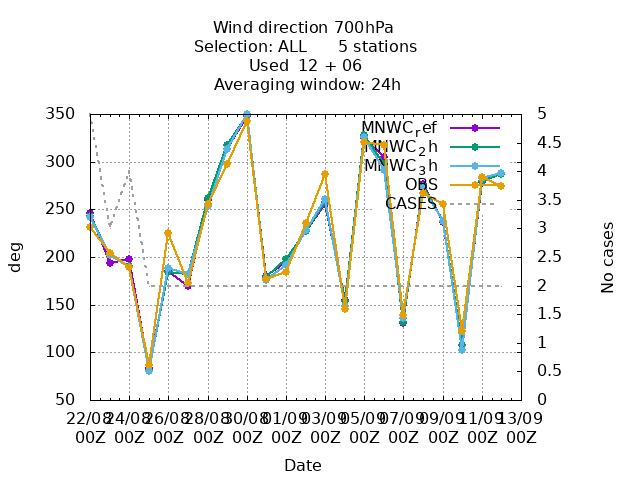 Wind direction 700hPa
Selection: ALL 5 stations
Used 12 + 06
Averaging window: 24h
350
300
250
200
150
100
50
deg
5
4.5
4
3.5
3
2.5
2
1.5
1
0.5
0
No cases
MNWC_ref
MNWC_2h
MNWC_3h
OBS
CASES
22/08 24/08 26/08 28/08 30/08 01/09 03/09 05/09 07/09 09/09 11/09 13/09
00Z 00Z 00Z 00Z 00Z 00Z 00Z 00Z 00Z 00Z 00Z 00Z
Date